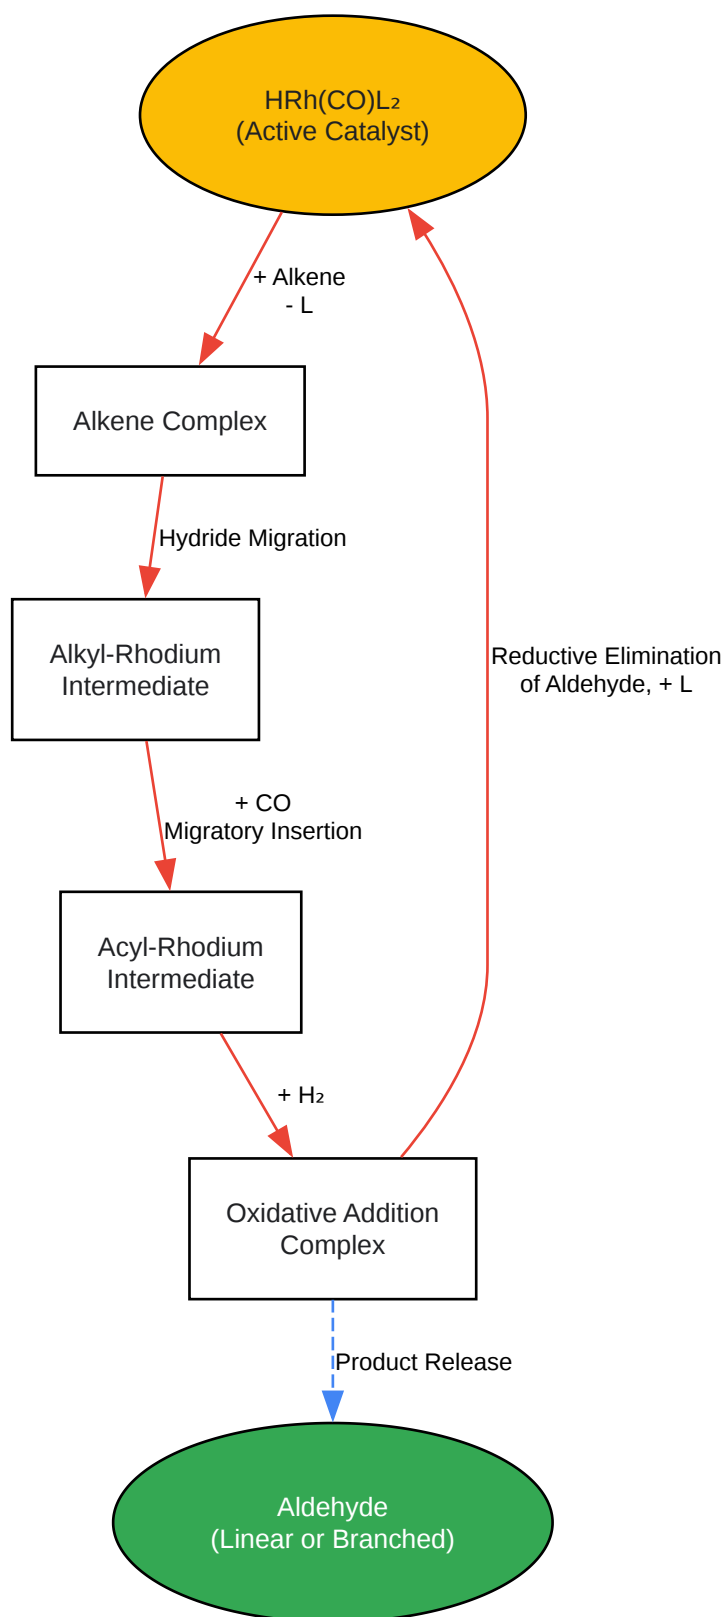 HRh(CO)L₂
(Active Catalyst)
+ Alkene
- L
Alkene Complex
Hydride Migration
Alkyl-Rhodium
Intermediate
Reductive Elimination
of Aldehyde, + L
+ CO
Migratory Insertion
Acyl-Rhodium
Intermediate
+ H₂
Oxidative Addition
Complex
Product Release
Aldehyde
(Linear or Branched)